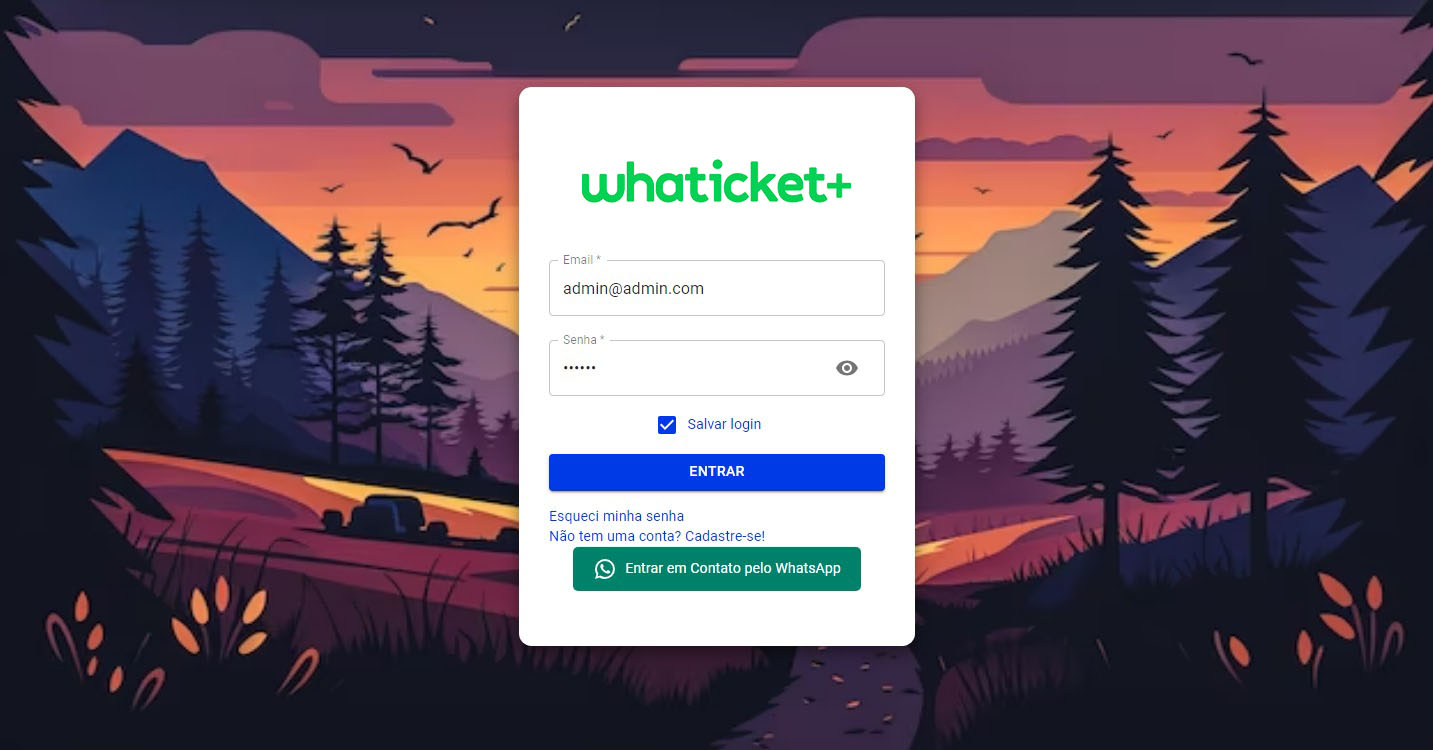 whaticket+
Email *
admin@admin.com
Senha *
••••••
Salvar login
ENTRAR
Esqueci minha senha
Não tem uma conta? Cadastre-se!
Entrar em Contato pelo WhatsApp